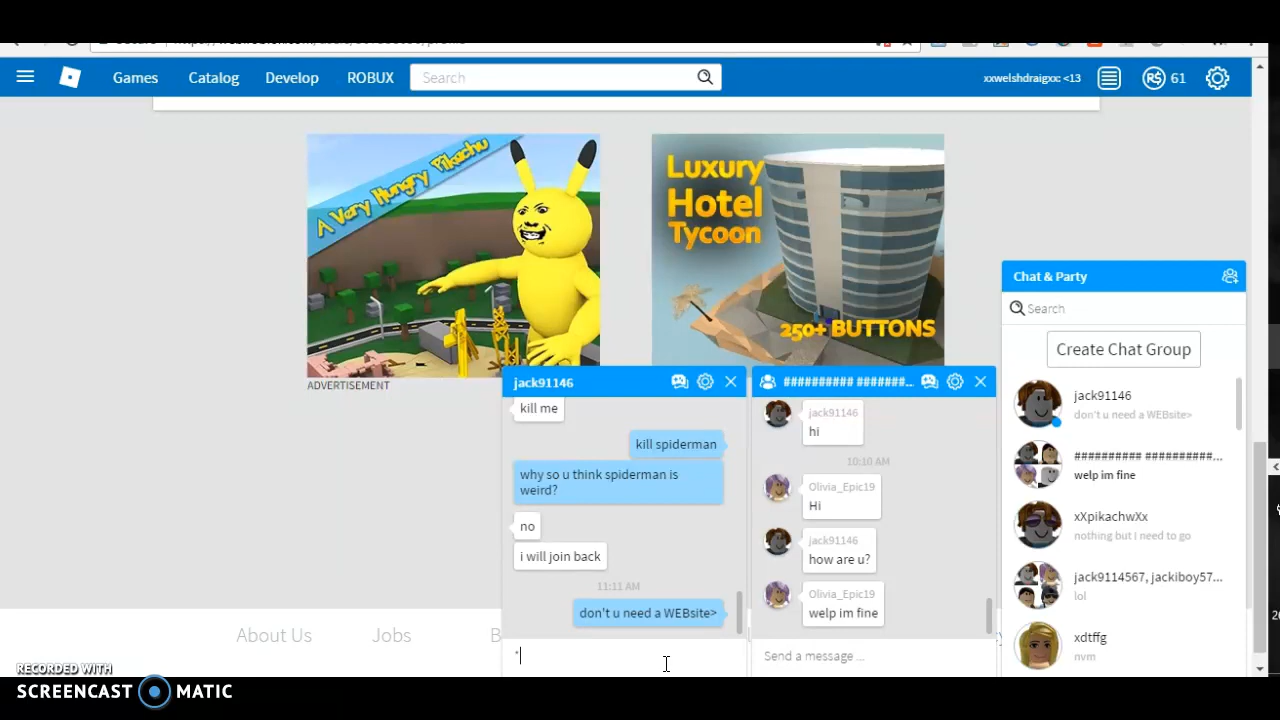 Games
Catalog
Develop
ROBUX
Search
xxwelshdraigxx: <13
R$ 61
A Very Hungry Pikachu
Luxury
Hotel
Tycoon
250+ BUTTONS
ADVERTISEMENT
jack91146
kill me
kill spiderman
why so u think spiderman is
weird?
no
i will join back
11:11 AM
don't u need a WEBsite>
*
########## #######...
jack91146
hi
10:10 AM
Olivia_Epic19
Hi
jack91146
how are u?
Olivia_Epic19
welp im fine
Send a message ...
Chat & Party
Search
Create Chat Group
jack91146
don't u need a WEBsite>
########## ##########...
welp im fine
xXpikachwXx
nothing but I need to go
jack9114567, jackiboy57...
lol
xdtffg
nvm
About Us
Jobs
RECORDED WITH
SCREENCAST MATIC